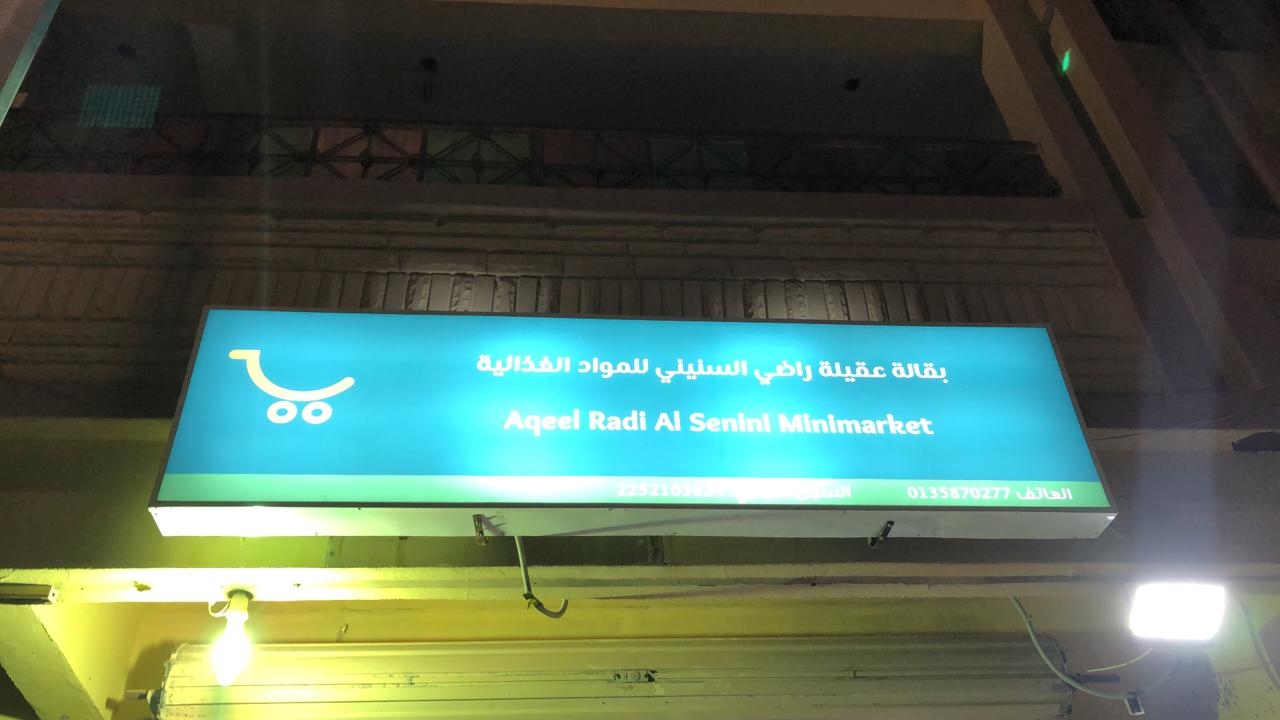 بقالة عقيلة راضي السنيني للمواد الغذائية
Aqeel Radi Al Senini Minimarket
الهاتف 0135870277